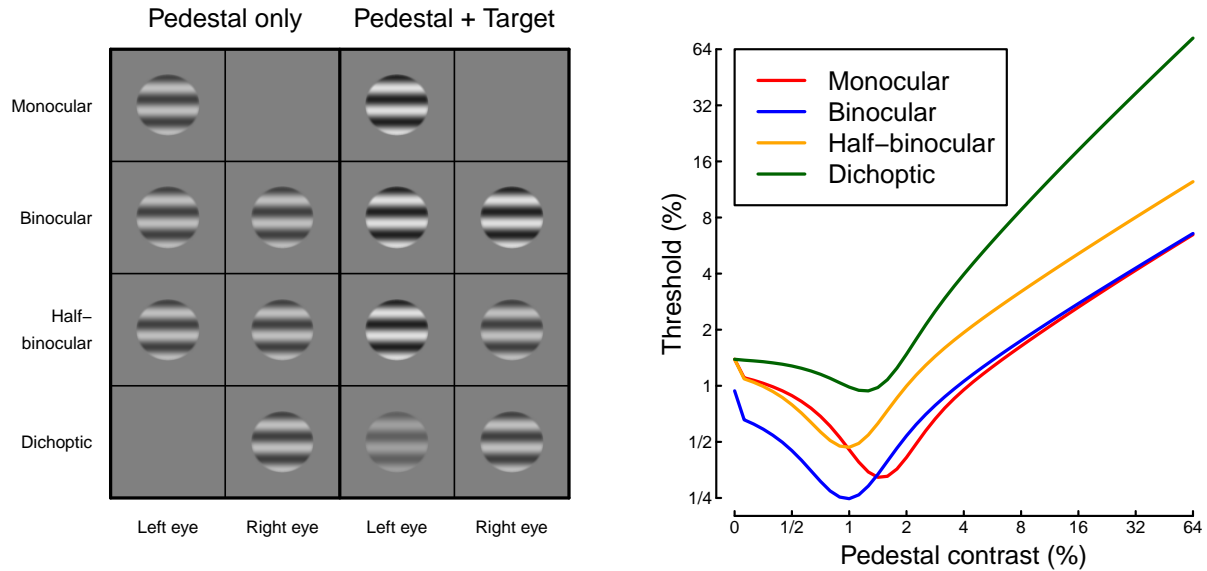 Pedestal only
Pedestal + Target
Monocular
Binocular
Half−
binocular
Dichoptic
Left eye
Right eye
Left eye
Right eye
Threshold (%)
64
32
16
8
4
2
1
1/2
1/4
Monocular
Binocular
Half−binocular
Dichoptic
0
1/2
1
2
4
8
16
32
64
Pedestal contrast (%)